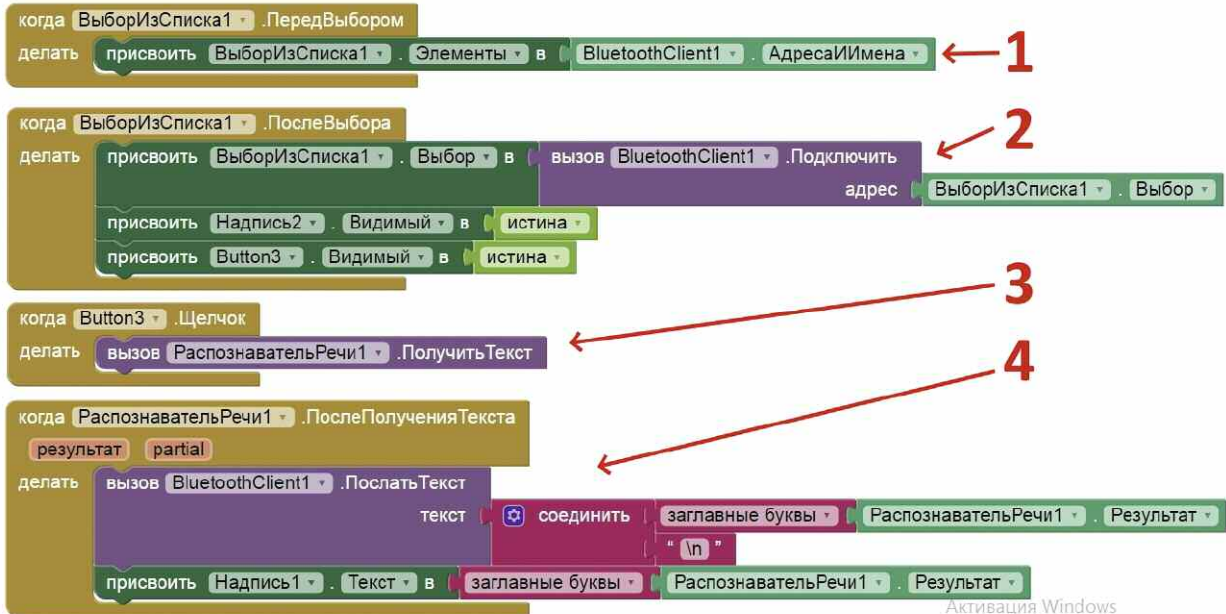 когда ВыборИзСписка1 .ПередВыбором
делать присвоить ВыборИзСписка1 . Элементы в BluetoothClient1 . АдресаИИмена
1
когда ВыборИзСписка1 .ПослеВыбора
2
делать присвоить ВыборИзСписка1 . Выбор в вызов BluetoothClient1 .Подключить
адрес ВыборИзСписка1 . Выбор
присвоить Надпись2 . Видимый в истина
присвоить Button3 . Видимый в истина
3
когда Button3 .Щелчок
делать вызов РаспознавательРечи1 .ПолучитьТекст
4
когда РаспознавательРечи1 .ПослеПолученияТекста
результат partial
делать вызов BluetoothClient1 .ПослатьТекст
текст соединить заглавные буквы РаспознавательРечи1 . Результат
" \n "
присвоить Надпись1 . Текст в заглавные буквы РаспознавательРечи1 . Результат
Активация Windows